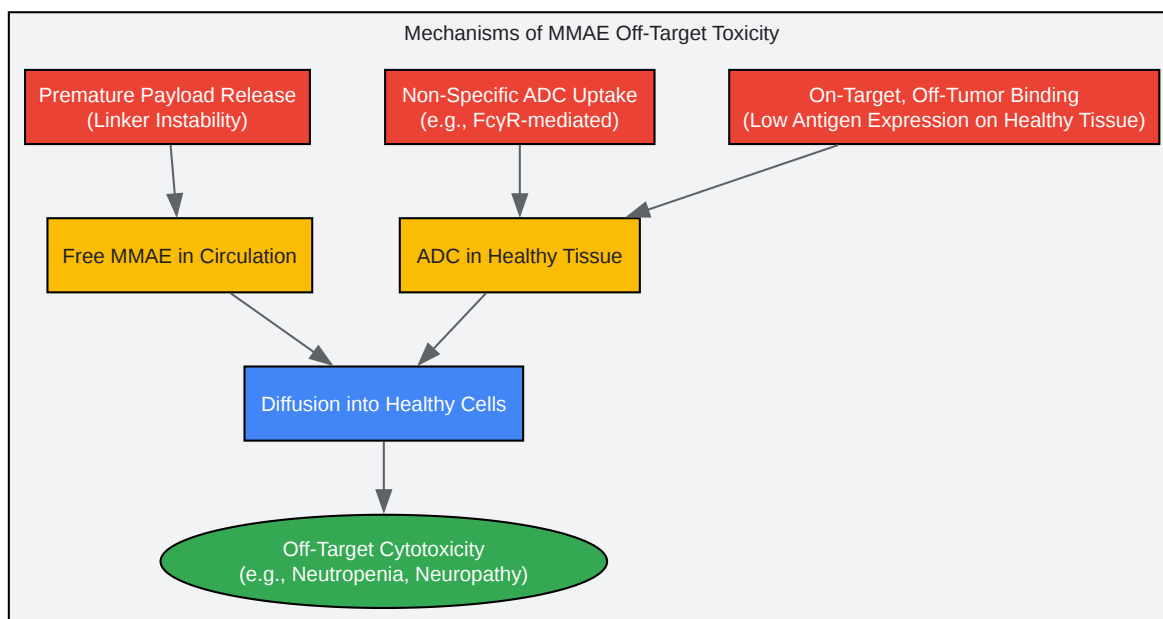 Mechanisms of MMAE Off-Target Toxicity
Premature Payload Release
(Linker Instability)
Non-Specific ADC Uptake
(e.g., FcγR-mediated)
On-Target, Off-Tumor Binding
(Low Antigen Expression on Healthy Tissue)
Free MMAE in Circulation
ADC in Healthy Tissue
Diffusion into Healthy Cells
Off-Target Cytotoxicity
(e.g., Neutropenia, Neuropathy)